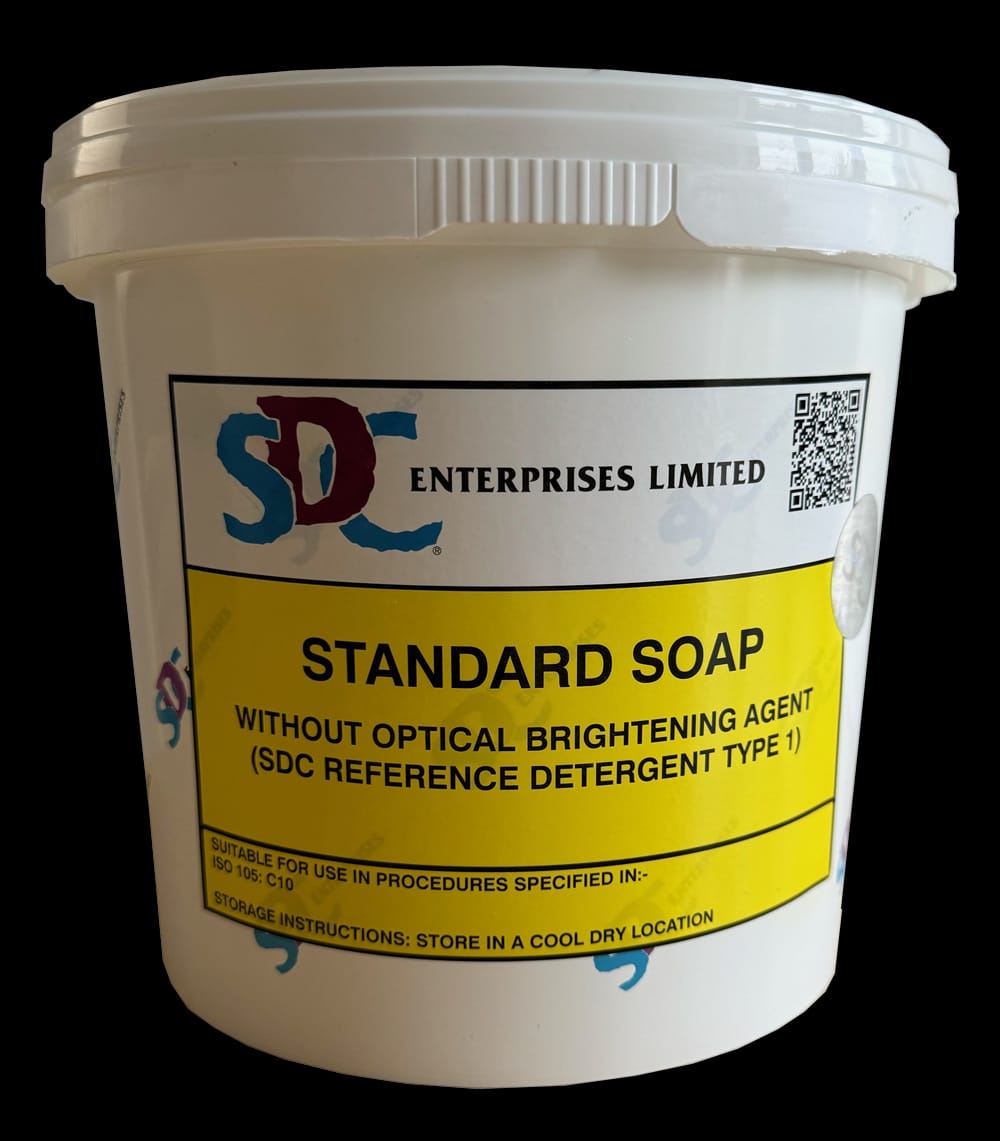 SDC ENTERPRISES LIMITED
®
STANDARD SOAP
WITHOUT OPTICAL BRIGHTENING AGENT
(SDC REFERENCE DETERGENT TYPE 1)
SUITABLE FOR USE IN PROCEDURES SPECIFIED IN:-
ISO 105: C10
STORAGE INSTRUCTIONS: STORE IN A COOL DRY LOCATION